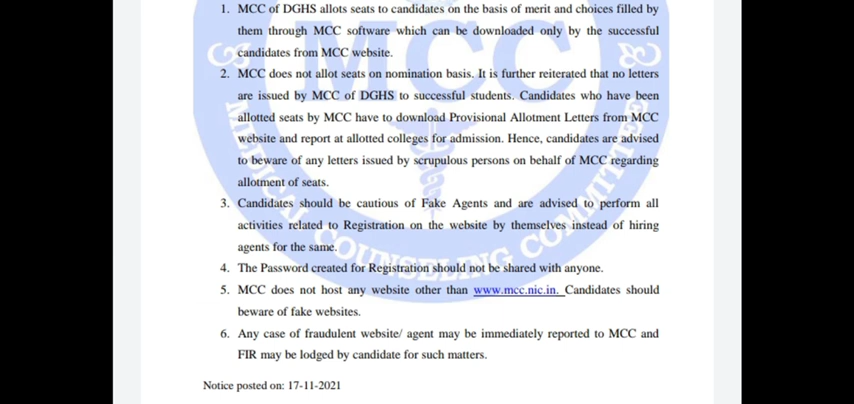 1. MCC of DGHS allots seats to candidates on the basis of merit and choices filled by
them through MCC software which can be downloaded only by the successful
candidates from MCC website.
2. MCC does not allot seats on nomination basis. It is further reiterated that no letters
are issued by MCC of DGHS to successful students. Candidates who have been
allotted seats by MCC have to download Provisional Allotment Letters from MCC
website and report at allotted colleges for admission. Hence, candidates are advised
to beware of any letters issued by scrupulous persons on behalf of MCC regarding
allotment of seats.
3. Candidates should be cautious of Fake Agents and are advised to perform all
activities related to Registration on the website by themselves instead of hiring
agents for the same.
4. The Password created for Registration should not be shared with anyone.
5. MCC does not host any website other than www.mcc.nic.in. Candidates should
beware of fake websites.
6. Any case of fraudulent website/ agent may be immediately reported to MCC and
FIR may be lodged by candidate for such matters.
Notice posted on: 17-11-2021
MCC
MEDICAL COUNSELING COMMITTEE